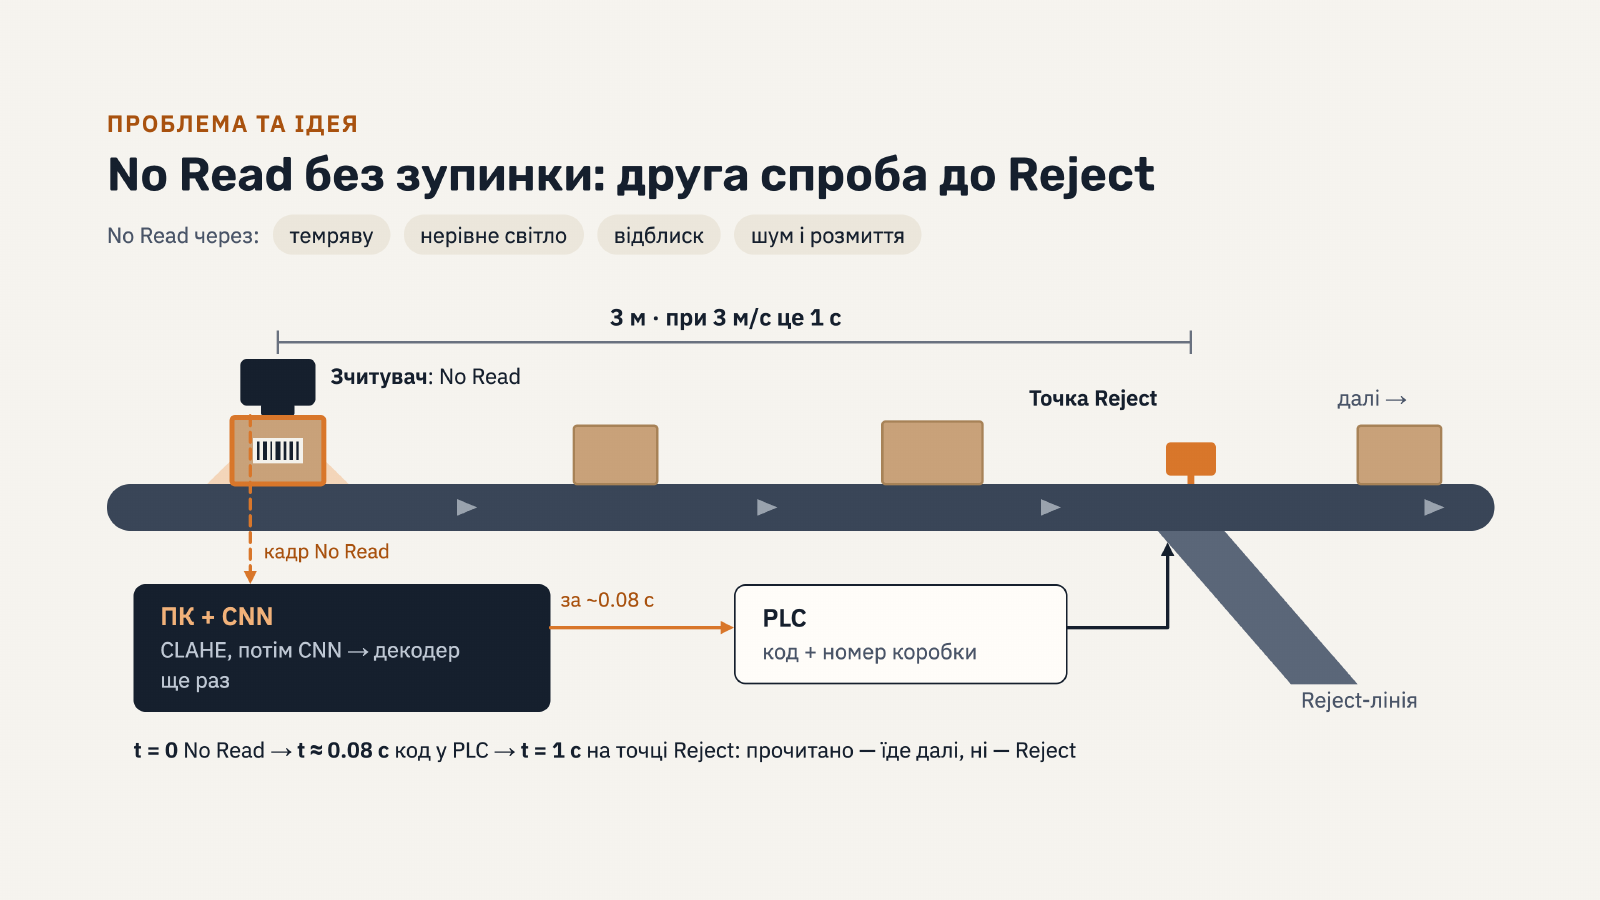 ПРОБЛЕМА ТА ІДЕЯ
No Read без зупинки: друга спроба до Reject
No Read через: темряву нерівне світло відблиск шум і розмиття
3 м · при 3 м/с це 1 с
Зчитувач: No Read
Точка Reject
далі →
кадр No Read
ПК + CNN
CLAHE, потім CNN → декодер
ще раз
за ~0.08 с
PLC
код + номер коробки
Reject-лінія
t = 0 No Read → t ≈ 0.08 с код у PLC → t = 1 с на точці Reject: прочитано — їде далі, ні — Reject